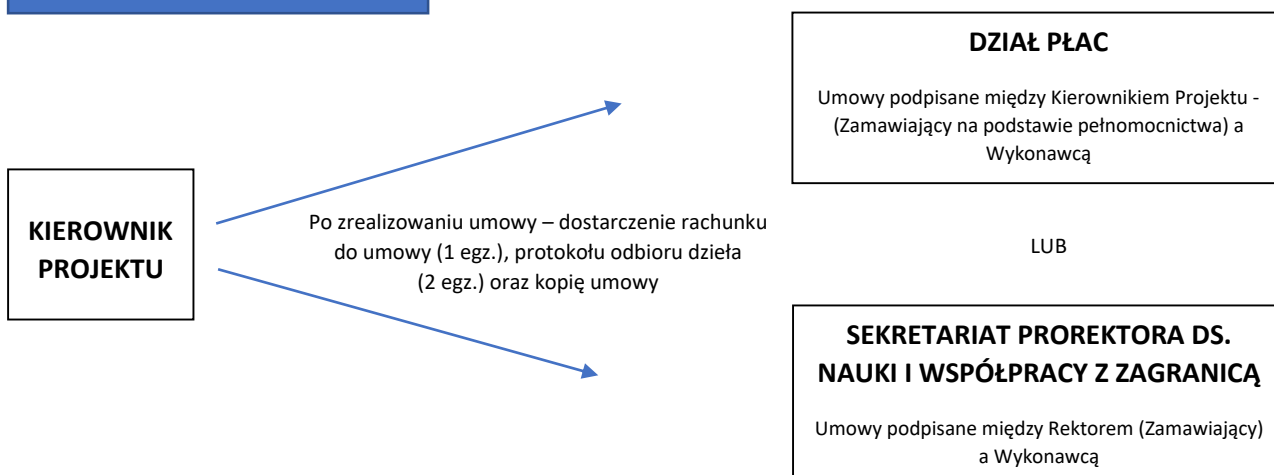 KIEROWNIK
PROJEKTU
Po zrealizowaniu umowy – dostarczenie rachunku
do umowy (1 egz.), protokołu odbioru dzieła
(2 egz.) oraz kopię umowy
DZIAŁ PŁAC
Umowy podpisane między Kierownikiem Projektu -
(Zamawiający na podstawie pełnomocnictwa) a
Wykonawcą
LUB
SEKRETARIAT PROREKTORA DS.
NAUKI I WSPÓŁPRACY Z ZAGRANICĄ
Umowy podpisane między Rektorem (Zamawiający)
a Wykonawcą